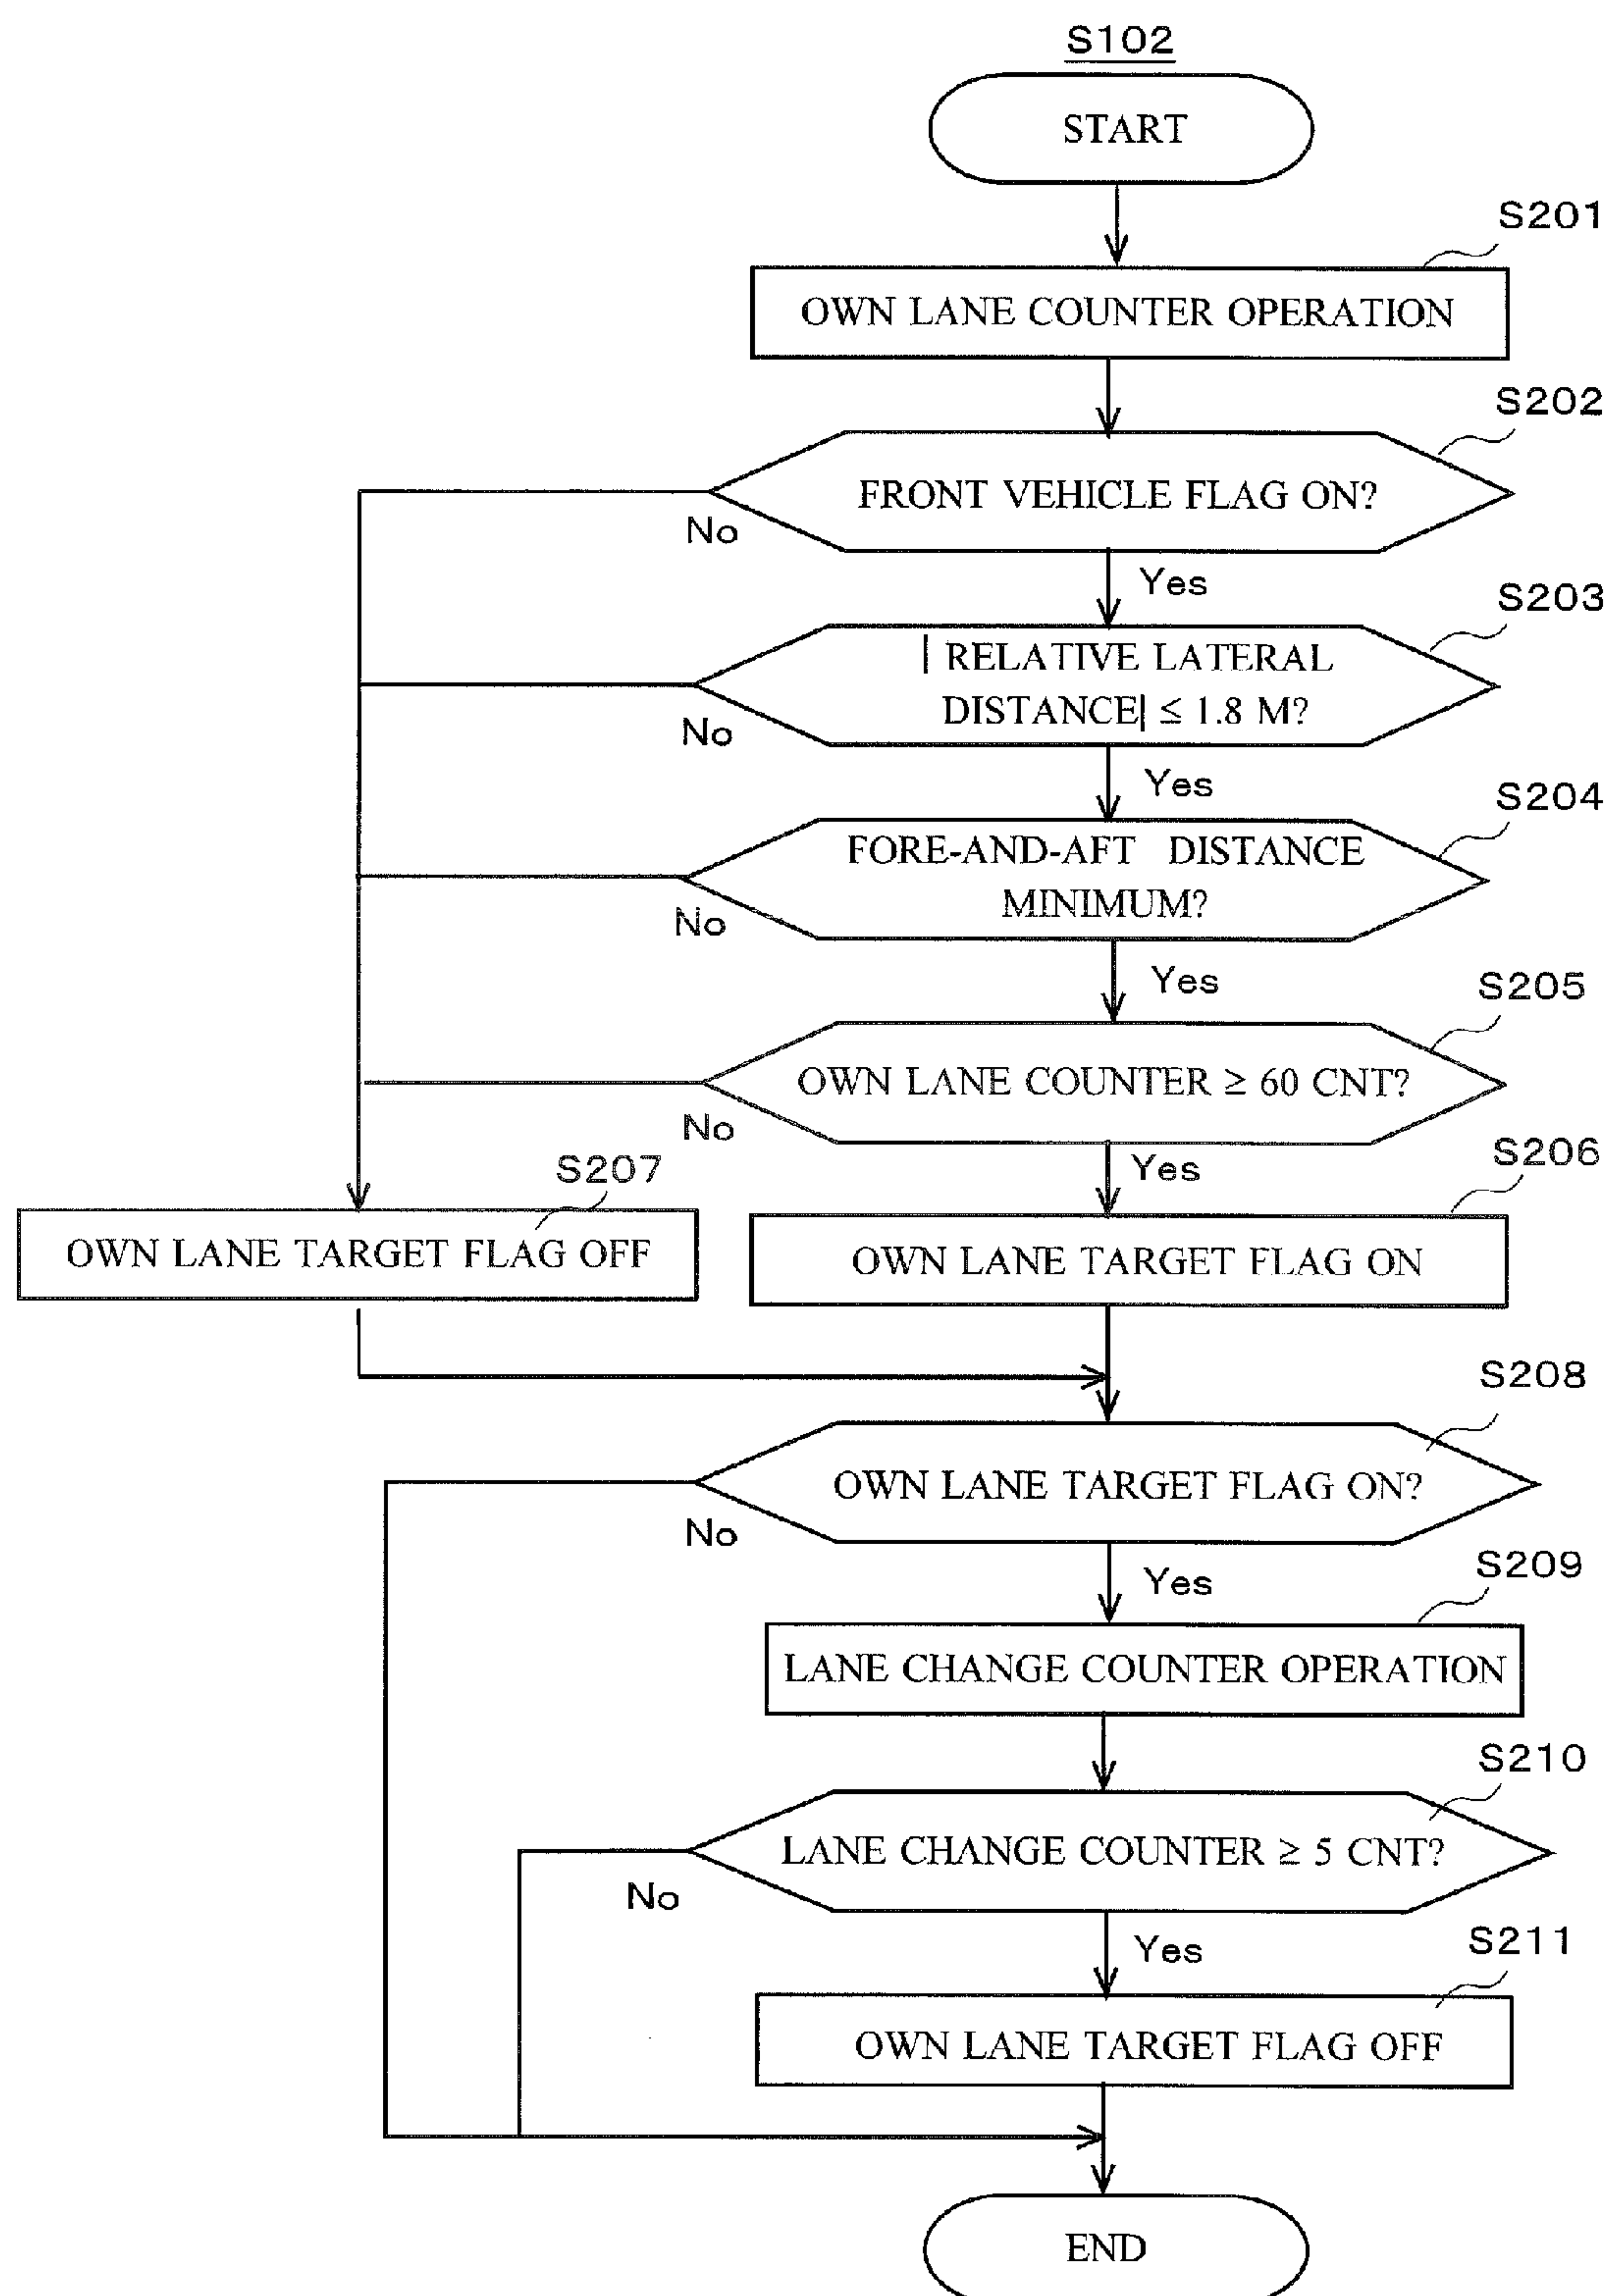 S102
START
S201
OWN LANE COUNTER OPERATION
S202
FRONT VEHICLE FLAG ON?
No
Yes
S203
| RELATIVE LATERAL
DISTANCE| ≤ 1.8 M?
No
Yes
S204
FORE-AND-AFT DISTANCE
MINIMUM?
No
Yes
S205
OWN LANE COUNTER ≥ 60 CNT?
No
Yes
S206
S207
OWN LANE TARGET FLAG OFF
OWN LANE TARGET FLAG ON
S208
OWN LANE TARGET FLAG ON?
No
Yes
S209
LANE CHANGE COUNTER OPERATION
S210
LANE CHANGE COUNTER ≥ 5 CNT?
No
Yes
S211
OWN LANE TARGET FLAG OFF
END